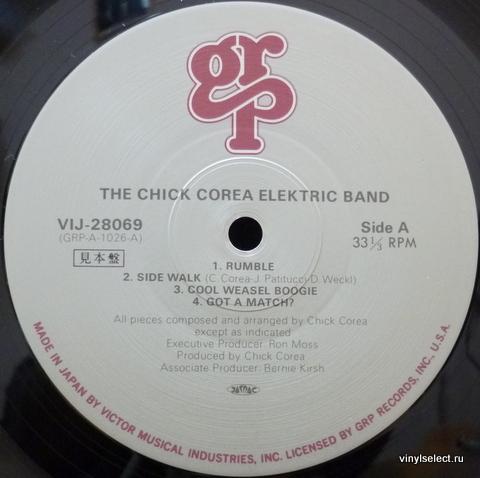 grp
THE CHICK COREA ELEKTRIC BAND
VIJ-28069
(GRP-A-1026-A)
見本盤
Side A
33 1/3 RPM
1. RUMBLE
2. SIDE WALK (C. Corea-J. Patitucci-D. Weckl)
3. COOL WEASEL BOOGIE
4. GOT A MATCH?
All pieces composed and arranged by Chick Corea
except as indicated
Executive Producer: Ron Moss
Produced by Chick Corea
Associate Producer: Bernie Kirsh
JASRAC
MADE IN JAPAN BY VICTOR MUSICAL INDUSTRIES, INC. LICENSED BY GRP RECORDS, INC., U.S.A.
vinylselect.ru